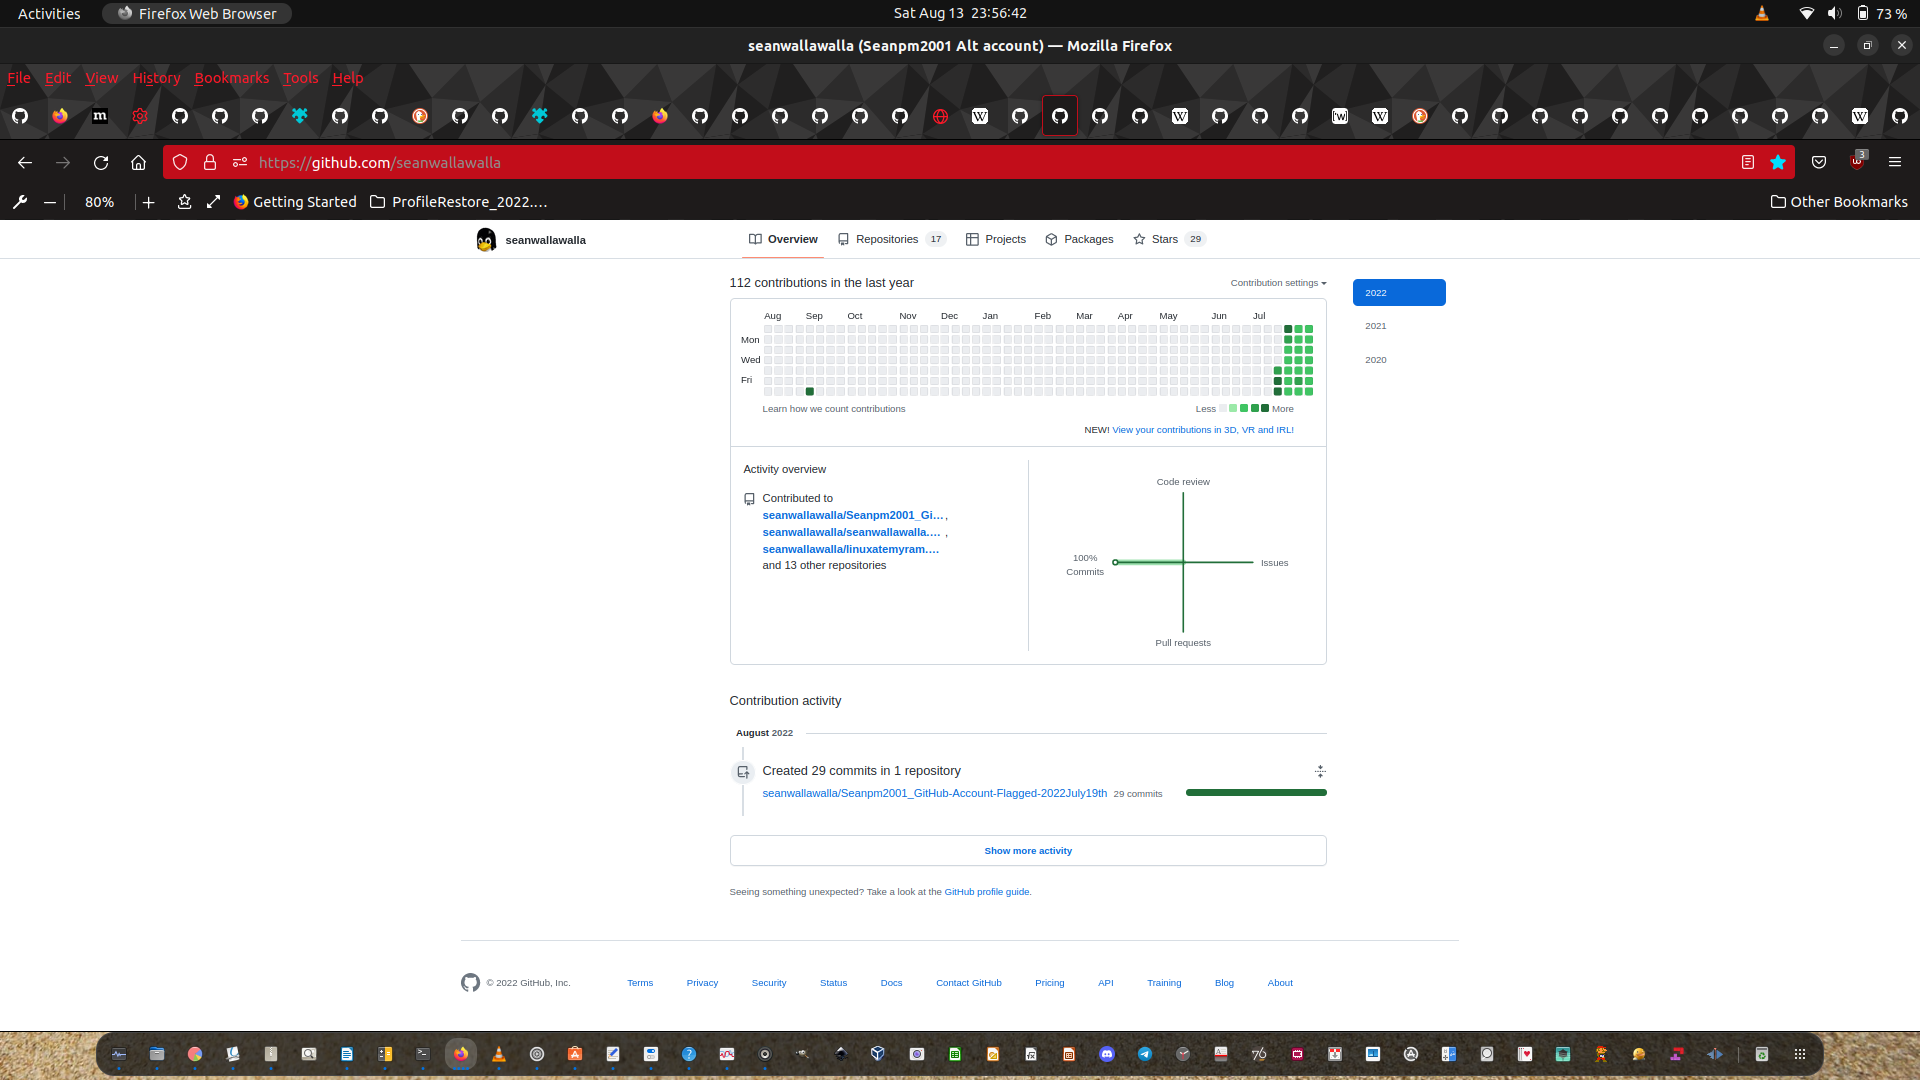 Activities Firefox Web Browser Sat Aug 13 23:56:42 73 %
seanwallawalla (Seanpm2001 Alt account) — Mozilla Firefox
File Edit View History Bookmarks Tools Help
https://github.com/seanwallawalla 3
80% Getting Started ProfileRestore_2022.… Other Bookmarks
seanwallawalla Overview Repositories 17 Projects Packages Stars 29
112 contributions in the last year Contribution settings
2022
2021
2020
Aug Sep Oct Nov Dec Jan Feb Mar Apr May Jun Jul
Mon
Wed
Fri
Learn how we count contributions Less More
NEW! View your contributions in 3D, VR and IRL!
Activity overview
Contributed to
seanwallawalla/Seanpm2001_Gi… ,
seanwallawalla/seanwallawalla.… ,
seanwallawalla/linuxatemyram.…
and 13 other repositories
Code review
100%
Commits
Issues
Pull requests
Contribution activity
August 2022
Created 29 commits in 1 repository
seanwallawalla/Seanpm2001_GitHub-Account-Flagged-2022July19th 29 commits
Show more activity
Seeing something unexpected? Take a look at the GitHub profile guide.
© 2022 GitHub, Inc. Terms Privacy Security Status Docs Contact GitHub Pricing API Training Blog About